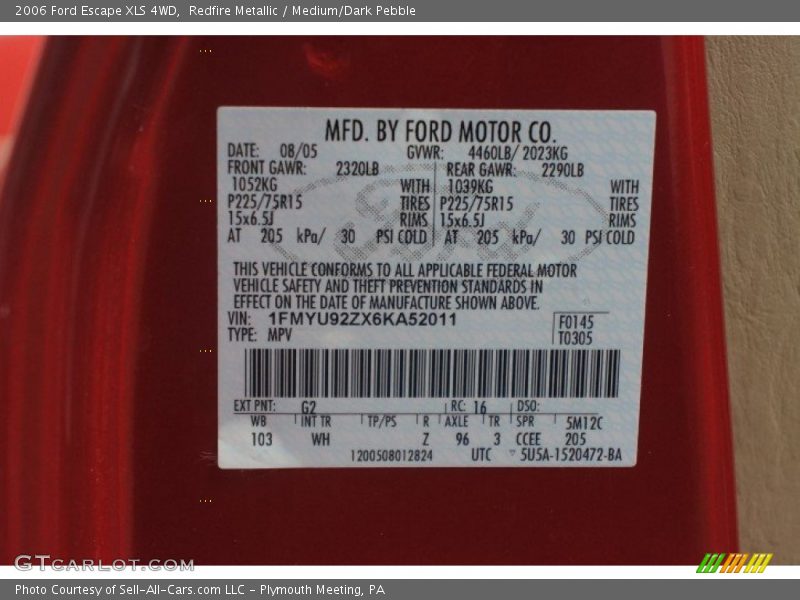 2006 Ford Escape XLS 4WD, Redfire Metallic / Medium/Dark Pebble
MFD. BY FORD MOTOR CO.
DATE: 08/05 GVWR: 4460LB/ 2023KG
FRONT GAWR: 2320LB REAR GAWR: 2290LB
1052KG WITH 1039KG WITH
P225/75R15 TIRES P225/75R15 TIRES
15x6.5J RIMS 15x6.5J RIMS
AT 205 kPa/ 30 PSI COLD AT 205 kPa/ 30 PSI COLD
THIS VEHICLE CONFORMS TO ALL APPLICABLE FEDERAL MOTOR
VEHICLE SAFETY AND THEFT PREVENTION STANDARDS IN
EFFECT ON THE DATE OF MANUFACTURE SHOWN ABOVE.
VIN: 1FMYU92ZX6KA52011 F0145
TYPE: MPV T0305
EXT PNT: G2 RC: 16 DSO:
WB INT TR TP/PS R AXLE TR SPR 5M12C
103 WH Z 96 3 CCEE 205
1200508012824 UTC ▽ 5U5A-1520472-BA
GTCARLOT.COM
Photo Courtesy of Sell-All-Cars.com LLC - Plymouth Meeting, PA